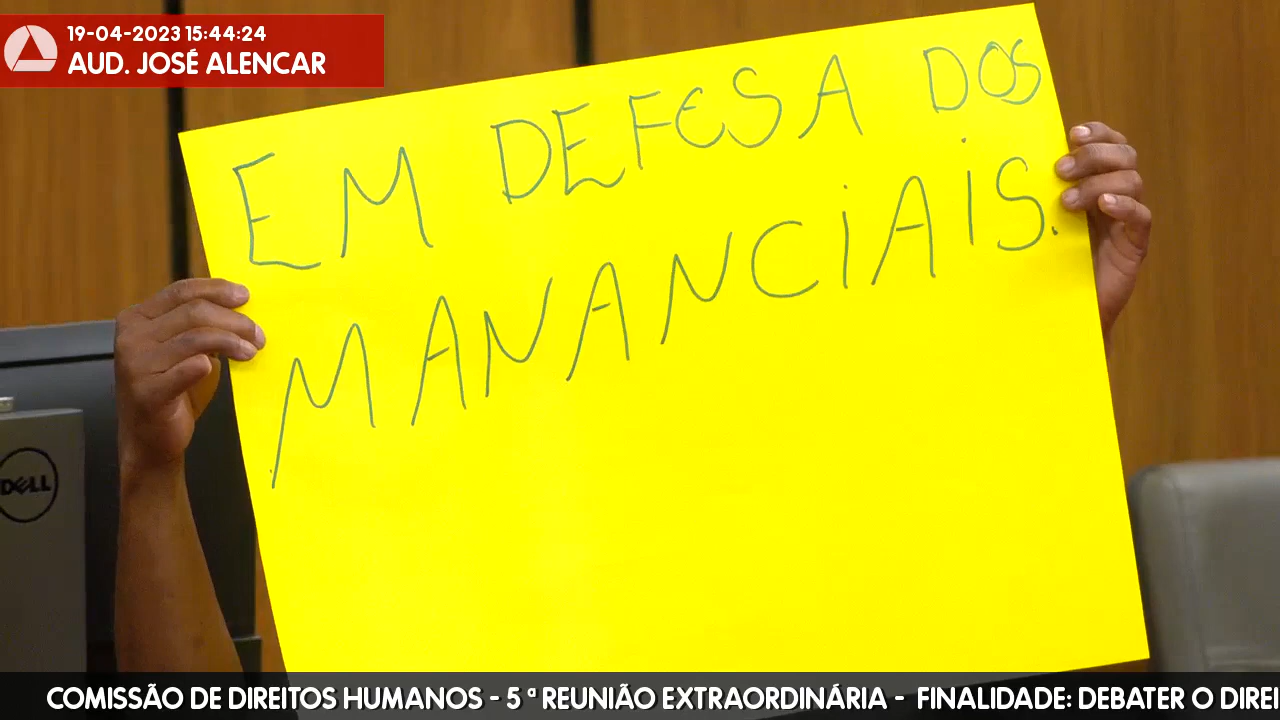 19-04-2023 15:44:24
AUD. JOSÉ ALENCAR
EM DEFESA DOS
MANANCIAIS.
DELL
COMISSÃO DE DIREITOS HUMANOS - 5 ª REUNIÃO EXTRAORDINÁRIA - FINALIDADE: DEBATER O DIREI